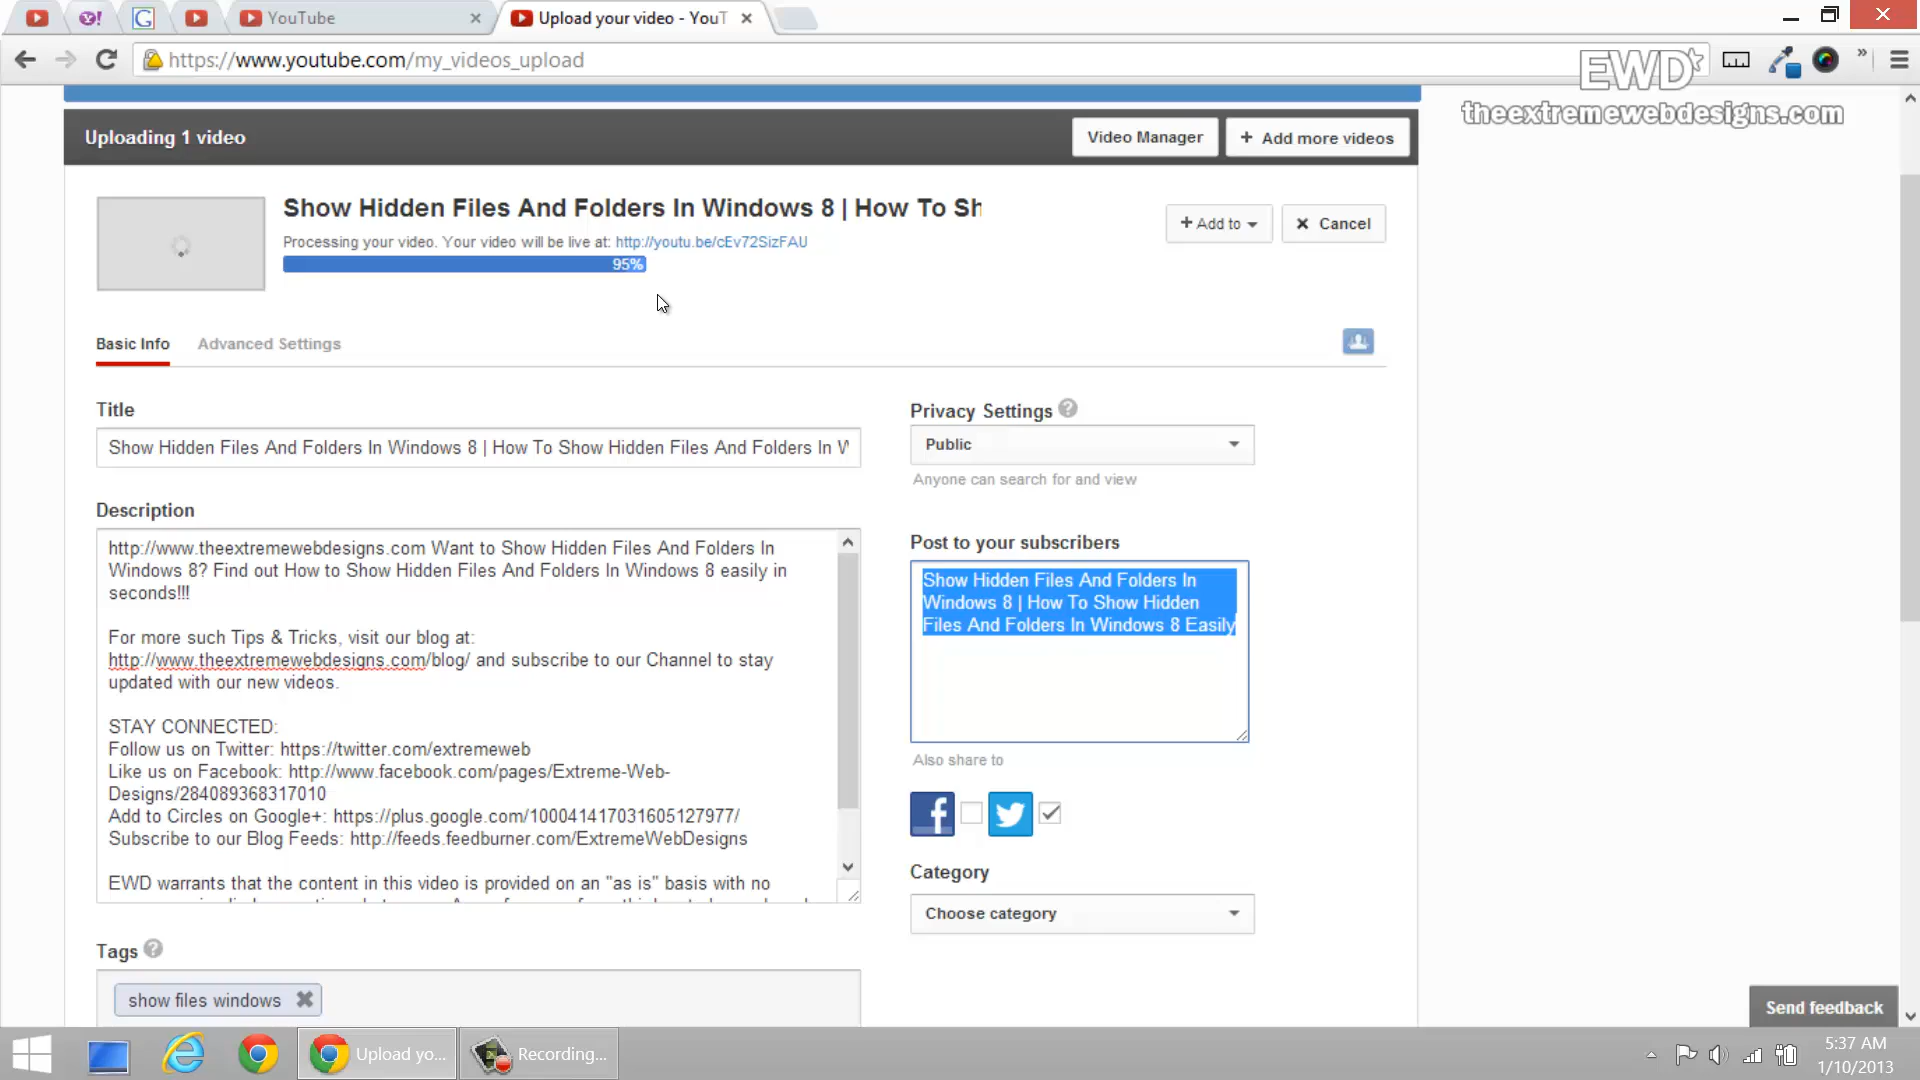 YouTube
Upload your video - YouT
https://www.youtube.com/my_videos_upload
EWD
theextremewebdesigns.com
Uploading 1 video
Video Manager
+ Add more videos
Show Hidden Files And Folders In Windows 8 | How To Sh
Processing your video. Your video will be live at: http://youtu.be/cEv72SizFAU
95%
+ Add to
Cancel
Basic Info
Advanced Settings
Title
Show Hidden Files And Folders In Windows 8 | How To Show Hidden Files And Folders In W
Privacy Settings ?
Public
Anyone can search for and view
Description
http://www.theextremewebdesigns.com Want to Show Hidden Files And Folders In
Windows 8? Find out How to Show Hidden Files And Folders In Windows 8 easily in
seconds!!!
For more such Tips & Tricks, visit our blog at:
http://www.theextremewebdesigns.com/blog/ and subscribe to our Channel to stay
updated with our new videos.
STAY CONNECTED:
Follow us on Twitter: https://twitter.com/extremeweb
Like us on Facebook: http://www.facebook.com/pages/Extreme-Web-
Designs/284089368317010
Add to Circles on Google+: https://plus.google.com/100041417031605127977/
Subscribe to our Blog Feeds: http://feeds.feedburner.com/ExtremeWebDesigns
EWD warrants that the content in this video is provided on an "as is" basis with no
Post to your subscribers
Show Hidden Files And Folders In
Windows 8 | How To Show Hidden
Files And Folders In Windows 8 Easily
Also share to
Category
Choose category
Tags ?
show files windows
Send feedback
Upload yo...
Recording...
5:37 AM
1/10/2013